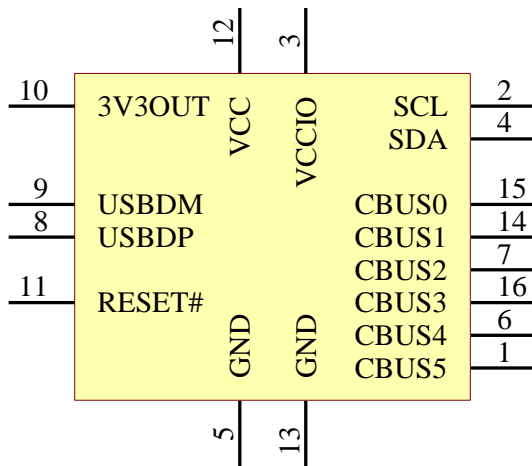 12 3
10 3V3OUT VCC VCCIO SCL 2
SDA 4
9 USBDM CBUS0 15
8 USBDP CBUS1 14
CBUS2 7
11 RESET# CBUS3 16
GND GND CBUS4 6
CBUS5 1
5 13